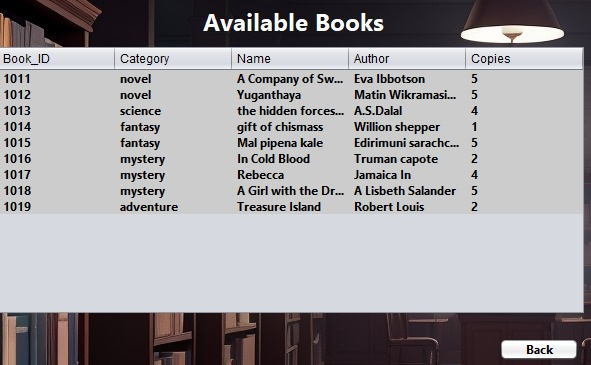 Available Books
Book_ID Category Name Author Copies
1011 novel A Company of Sw... Eva Ibbotson 5
1012 novel Yuganthaya Matin Wikramasi... 5
1013 science the hidden forces... A.S.Dalal 4
1014 fantasy gift of chismass Willion shepper 1
1015 fantasy Mal pipena kale Edirimuni sarachc... 5
1016 mystery In Cold Blood Truman capote 2
1017 mystery Rebecca Jamaica In 4
1018 mystery A Girl with the Dr... A Lisbeth Salander 5
1019 adventure Treasure Island Robert Louis 2
Back